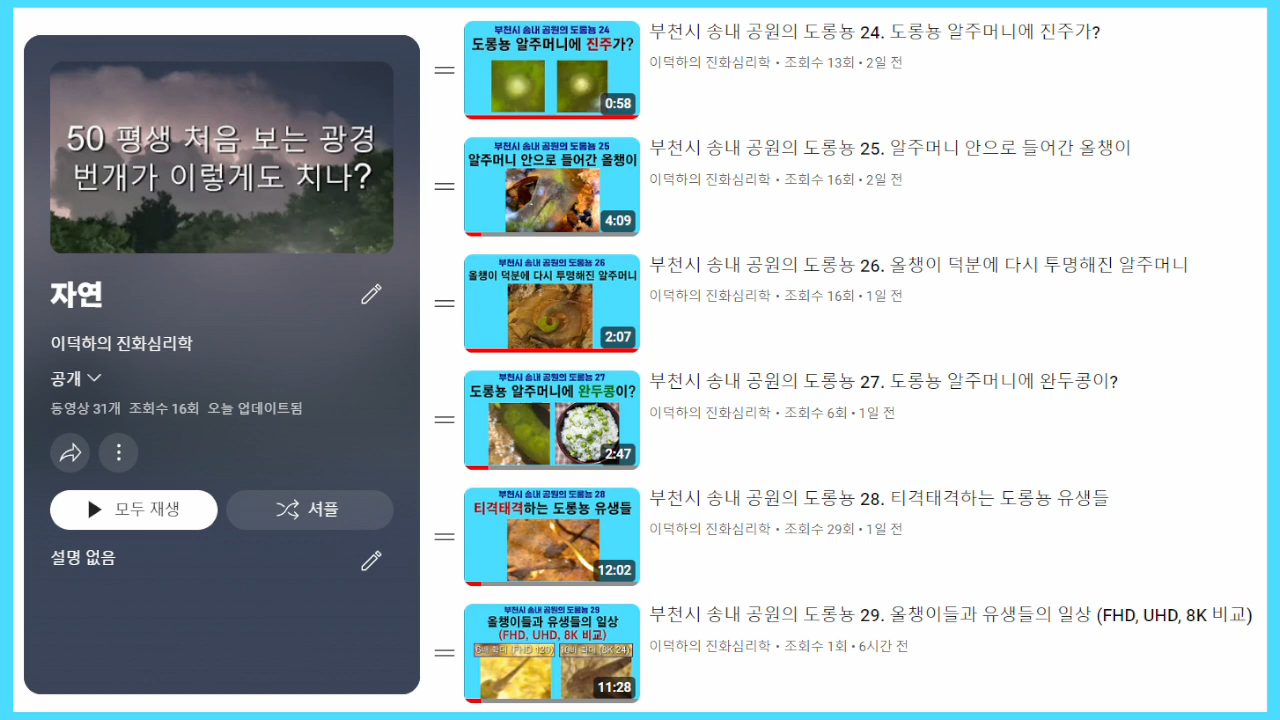 50 평생 처음 보는 광경
번개가 이렇게도 치나?
자연
이덕하의 진화심리학
공개
동영상 31개 조회수 16회 오늘 업데이트됨
모두 재생
셔플
설명 없음
부천시 송내 공원의 도롱뇽 24
도롱뇽 알주머니에 진주가?
0:58
부천시 송내 공원의 도롱뇽 24. 도롱뇽 알주머니에 진주가?
이덕하의 진화심리학 • 조회수 13회 • 2일 전
부천시 송내 공원의 도롱뇽 25
알주머니 안으로 들어간 올챙이
4:09
부천시 송내 공원의 도롱뇽 25. 알주머니 안으로 들어간 올챙이
이덕하의 진화심리학 • 조회수 16회 • 2일 전
부천시 송내 공원의 도롱뇽 26
올챙이 덕분에 다시 투명해진 알주머니
2:07
부천시 송내 공원의 도롱뇽 26. 올챙이 덕분에 다시 투명해진 알주머니
이덕하의 진화심리학 • 조회수 16회 • 1일 전
부천시 송내 공원의 도롱뇽 27
도롱뇽 알주머니에 완두콩이?
2:47
부천시 송내 공원의 도롱뇽 27. 도롱뇽 알주머니에 완두콩이?
이덕하의 진화심리학 • 조회수 6회 • 1일 전
부천시 송내 공원의 도롱뇽 28
티격태격하는 도롱뇽 유생들
12:02
부천시 송내 공원의 도롱뇽 28. 티격태격하는 도롱뇽 유생들
이덕하의 진화심리학 • 조회수 29회 • 1일 전
부천시 송내 공원의 도롱뇽 29
올챙이들과 유생들의 일상
(FHD, UHD, 8K 비교)
6배 확대 (FHD 120) 16배 확대 (8K 24)
11:28
부천시 송내 공원의 도롱뇽 29. 올챙이들과 유생들의 일상 (FHD, UHD, 8K 비교)
이덕하의 진화심리학 • 조회수 1회 • 6시간 전